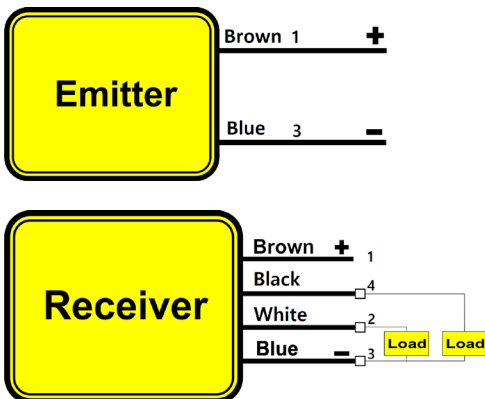 Brown 1 +
Emitter
Blue 3 -
Brown + 1
Black 4
Receiver
White 2
Load Load
Blue - 3